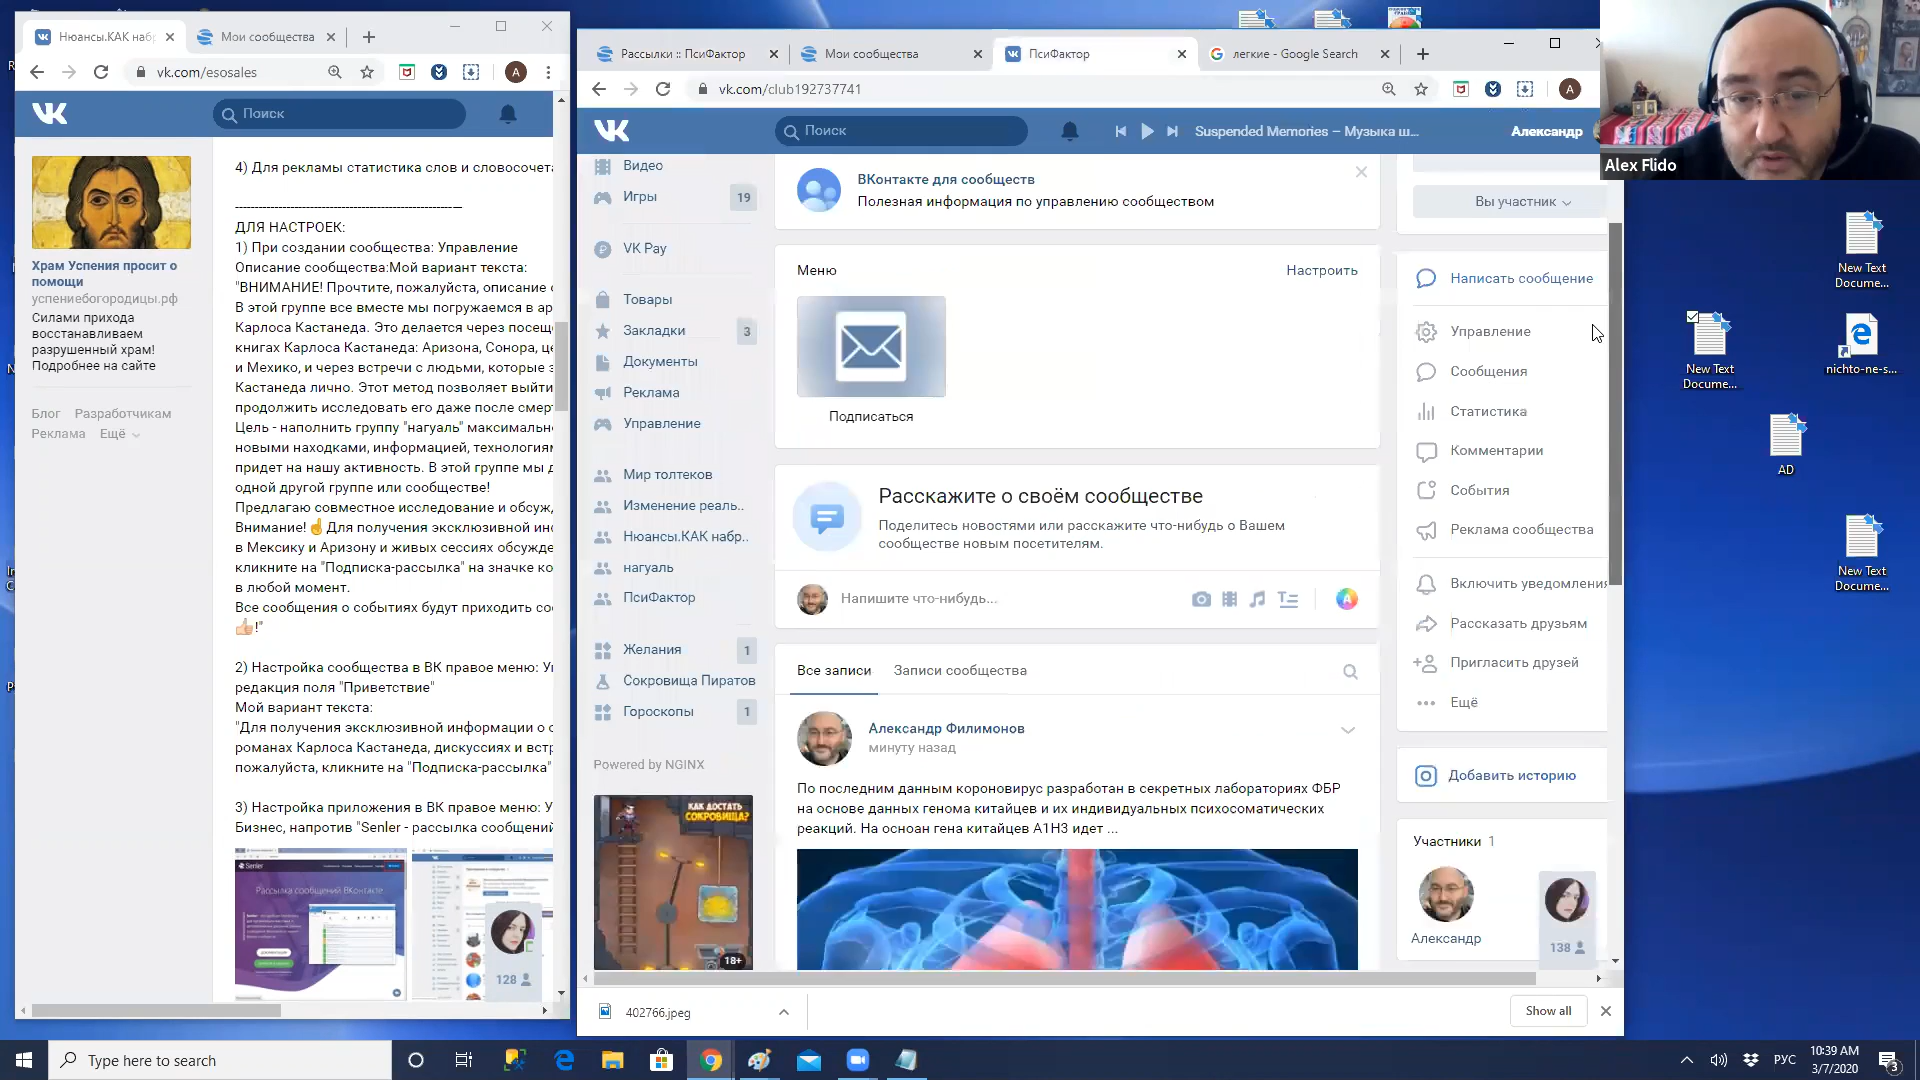 Нюансы.КАК наб
Мои сообщества
vk.com/esosales
A
Поиск
Храм Успения просит о
помощи
успениебогородицы.рф
Силами прихода
восстанавливаем
разрушенный храм!
Подробнее на сайте
Блог Разработчикам
Реклама Ещё
4) Для рекламы статистика слов и словосочета
ДЛЯ НАСТРОЕК:
1) При создании сообщества: Управление
Описание сообщества:Мой вариант текста:
"ВНИМАНИЕ! Прочтите, пожалуйста, описание
В этой группе все вместе мы погружаемся в ар
Карлоса Кастанеда. Это делается через посещ
книгах Карлоса Кастанеда: Аризона, Сонора, це
и Мехико, и через встречи с людьми, которые з
Кастанеда лично. Этот метод позволяет выйти
продолжить исследовать его даже после смер
Цель - наполнить группу "нагуаль" максимальн
новыми находками, информацией, технология
придет на нашу активность. В этой группе мы
одной другой группе или сообществе!
Предлагаю совместное исследование и обсуж
Внимание!☝Для получения эксклюзивной ин
в Мексику и Аризону и живых сессиях обсужде
кликните на "Подписка-рассылка" на значке ко
в любой момент.
Все сообщения о событиях будут приходить со
👍!"
2) Настройка сообщества в ВК правое меню: У
редакция поля "Приветствие"
Мой вариант текста:
"Для получения эксклюзивной информации о
романах Карлоса Кастанеда, дискуссиях и встр
пожалуйста, кликните на "Подписка-рассылка"
3) Настройка приложения в ВК правое меню: У
Бизнес, напротив "Senler - рассылка сообщений
Senler
Рассылка сообщений ВКонтакте
128
Рассылки :: ПсиФактор
Мои сообщества
ПсиФактор
легкие - Google Search
vk.com/club192737741
A
Поиск
Suspended Memories – Музыка ш...
Александр
Видео
Игры 19
VK Pay
Товары
Закладки 3
Документы
Реклама
Управление
Мир толтеков
Изменение реаль..
Нюансы.КАК набр..
нагуаль
ПсиФактор
Желания 1
Сокровища Пиратов
Гороскопы 1
Powered by NGINX
КАК ДОСТАТЬ
СОКРОВИЩА?
18+
ВКонтакте для сообществ
Полезная информация по управлению сообществом
Меню
Настроить
Подписаться
Расскажите о своём сообществе
Поделитесь новостями или расскажите что-нибудь о Вашем
сообществе новым посетителям.
Напишите что-нибудь...
Все записи Записи сообщества
Александр Филимонов
минуту назад
По последним данным короновирус разработан в секретных лабораториях ФБР
на основе данных генома китайцев и их индивидуальных психосоматических
реакций. На осноан гена китайцев A1H3 идет ...
Вы участник
Написать сообщение
Управление
Сообщения
Статистика
Комментарии
События
Реклама сообщества
Включить уведомления
Рассказать друзьям
Пригласить друзей
Ещё
Добавить историю
Участники 1
Александр
138
402766.jpeg
Show all
Alex Flido
New Text
Docume...
New Text
Docume...
nichto-ne-s...
AD
New Text
Docume...
Type here to search
РУС
10:39 AM
3/7/2020
3